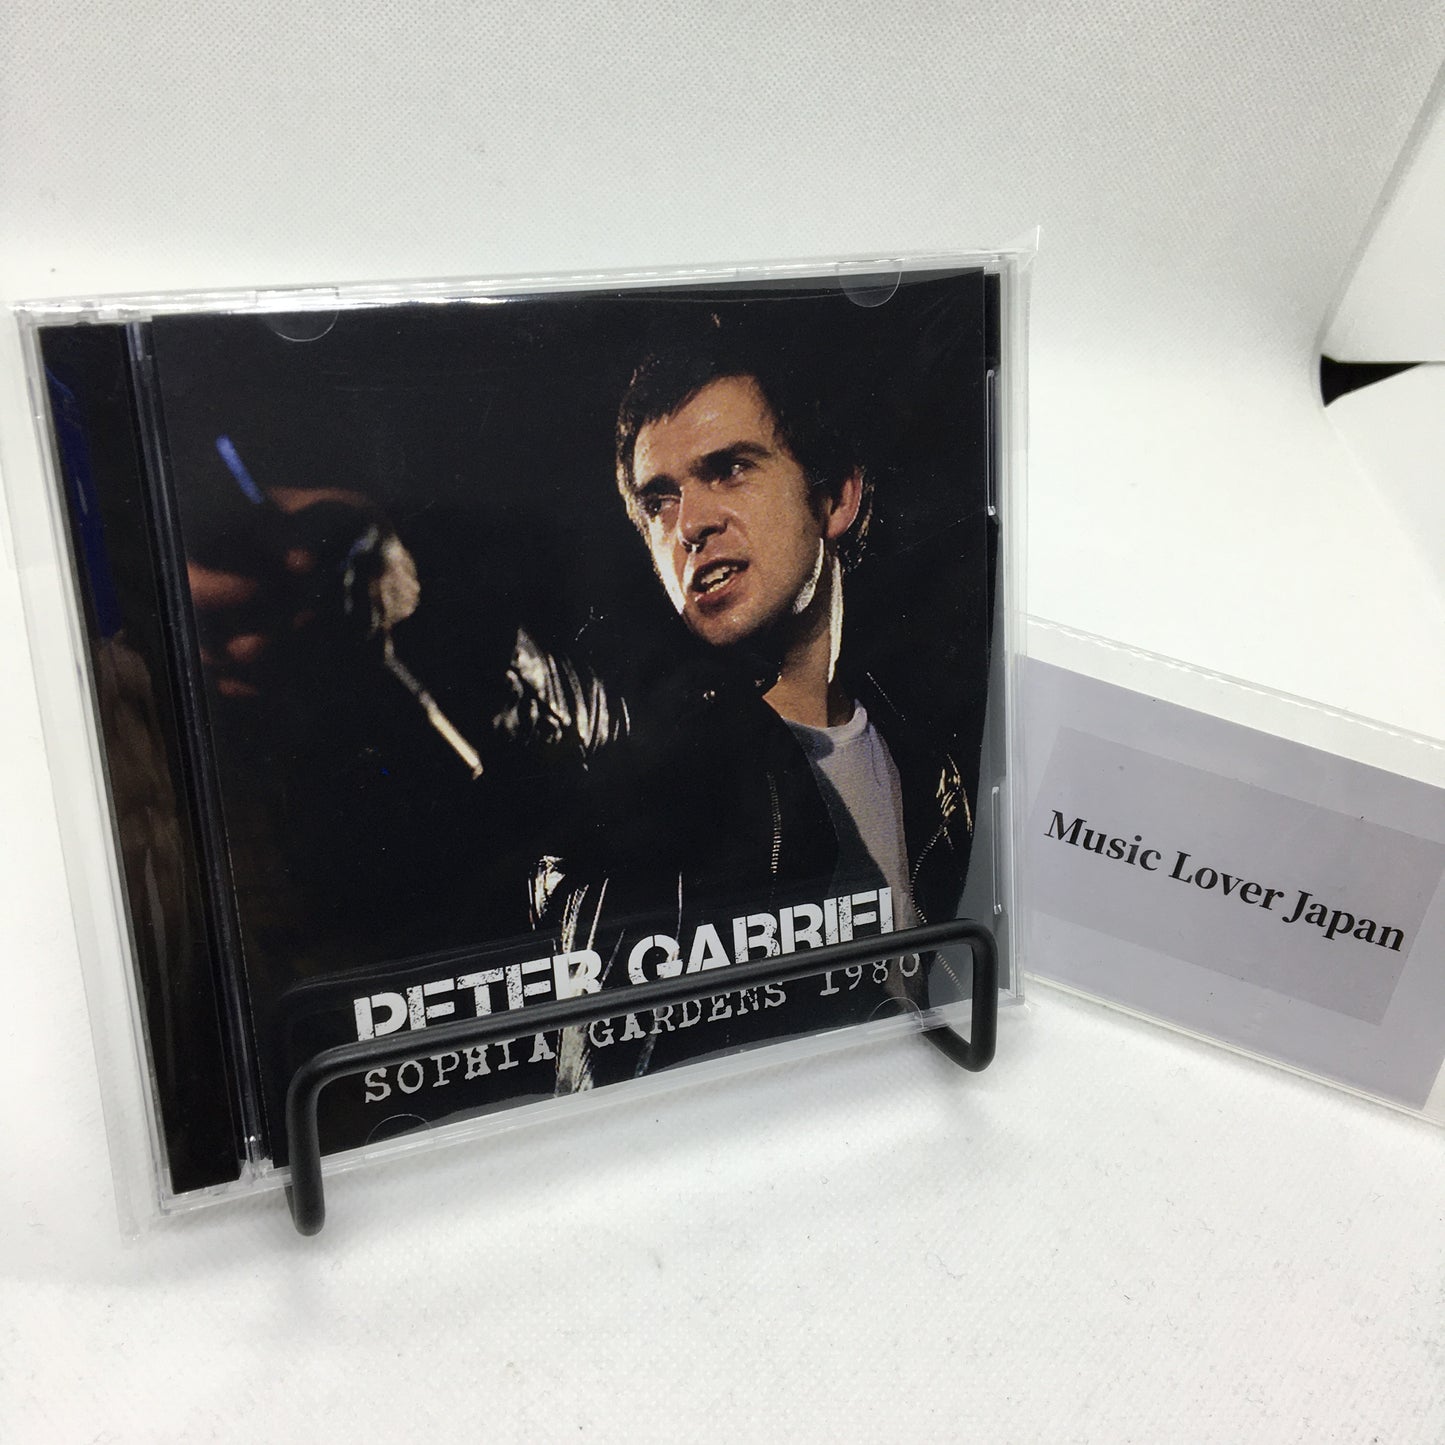 PETER GABRIEL
SOPHIA GARDENS 1980
Music Lover Japan